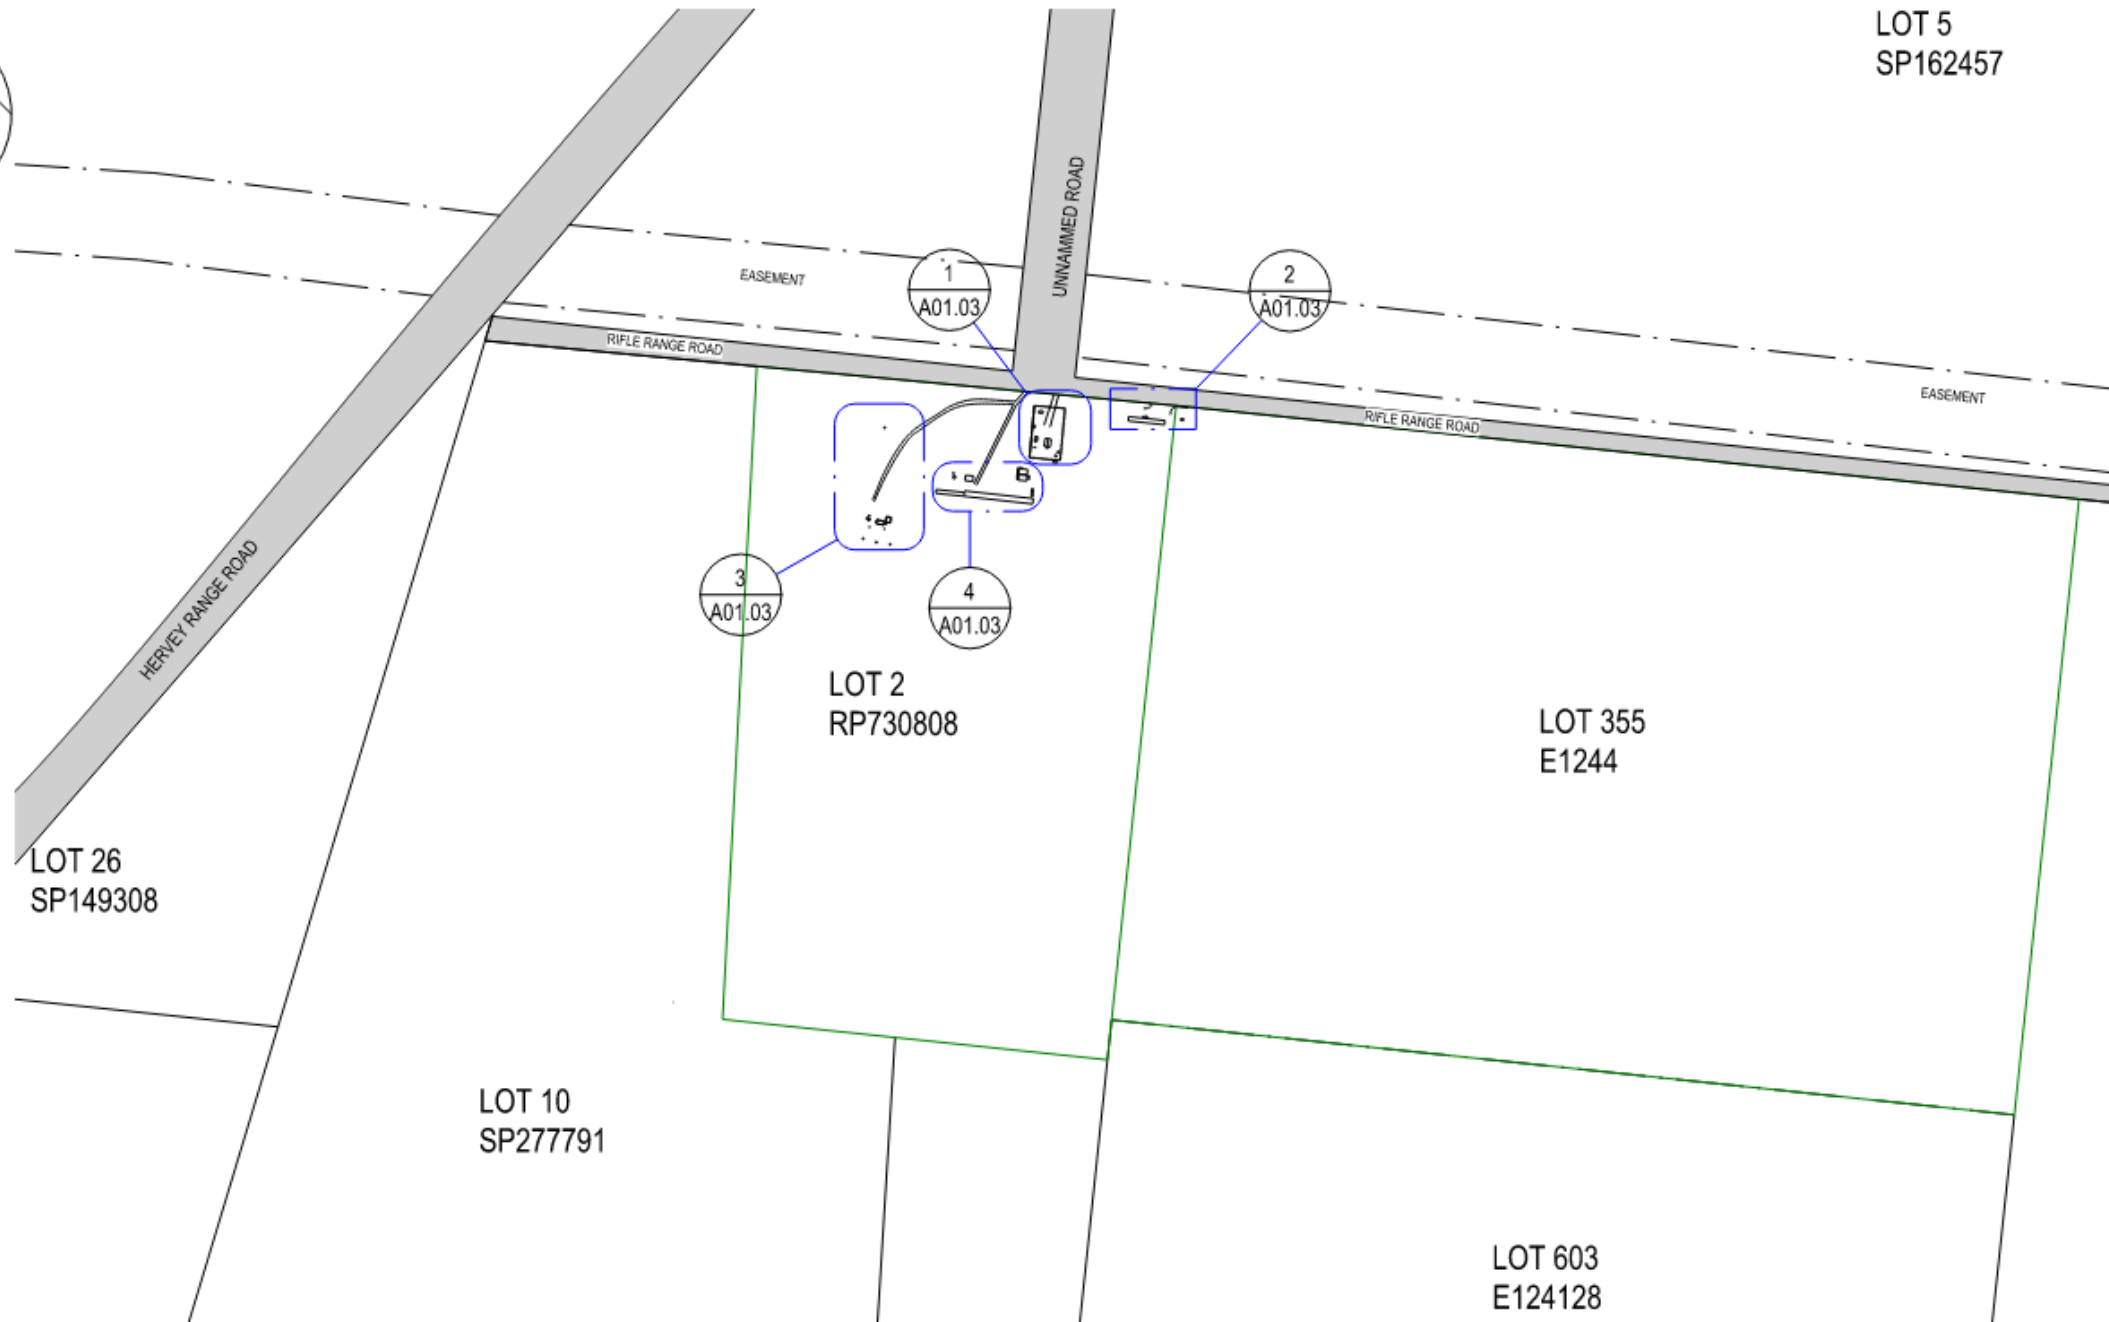 LOT 5
SP162457
UNNAMMED ROAD
EASEMENT
1
A01.03
2
A01.03
RIFLE RANGE ROAD
EASEMENT
RIFLE RANGE ROAD
HERVEY RANGE ROAD
3
A01.03
4
A01.03
LOT 2
RP730808
LOT 355
E1244
LOT 26
SP149308
LOT 10
SP277791
LOT 603
E124128